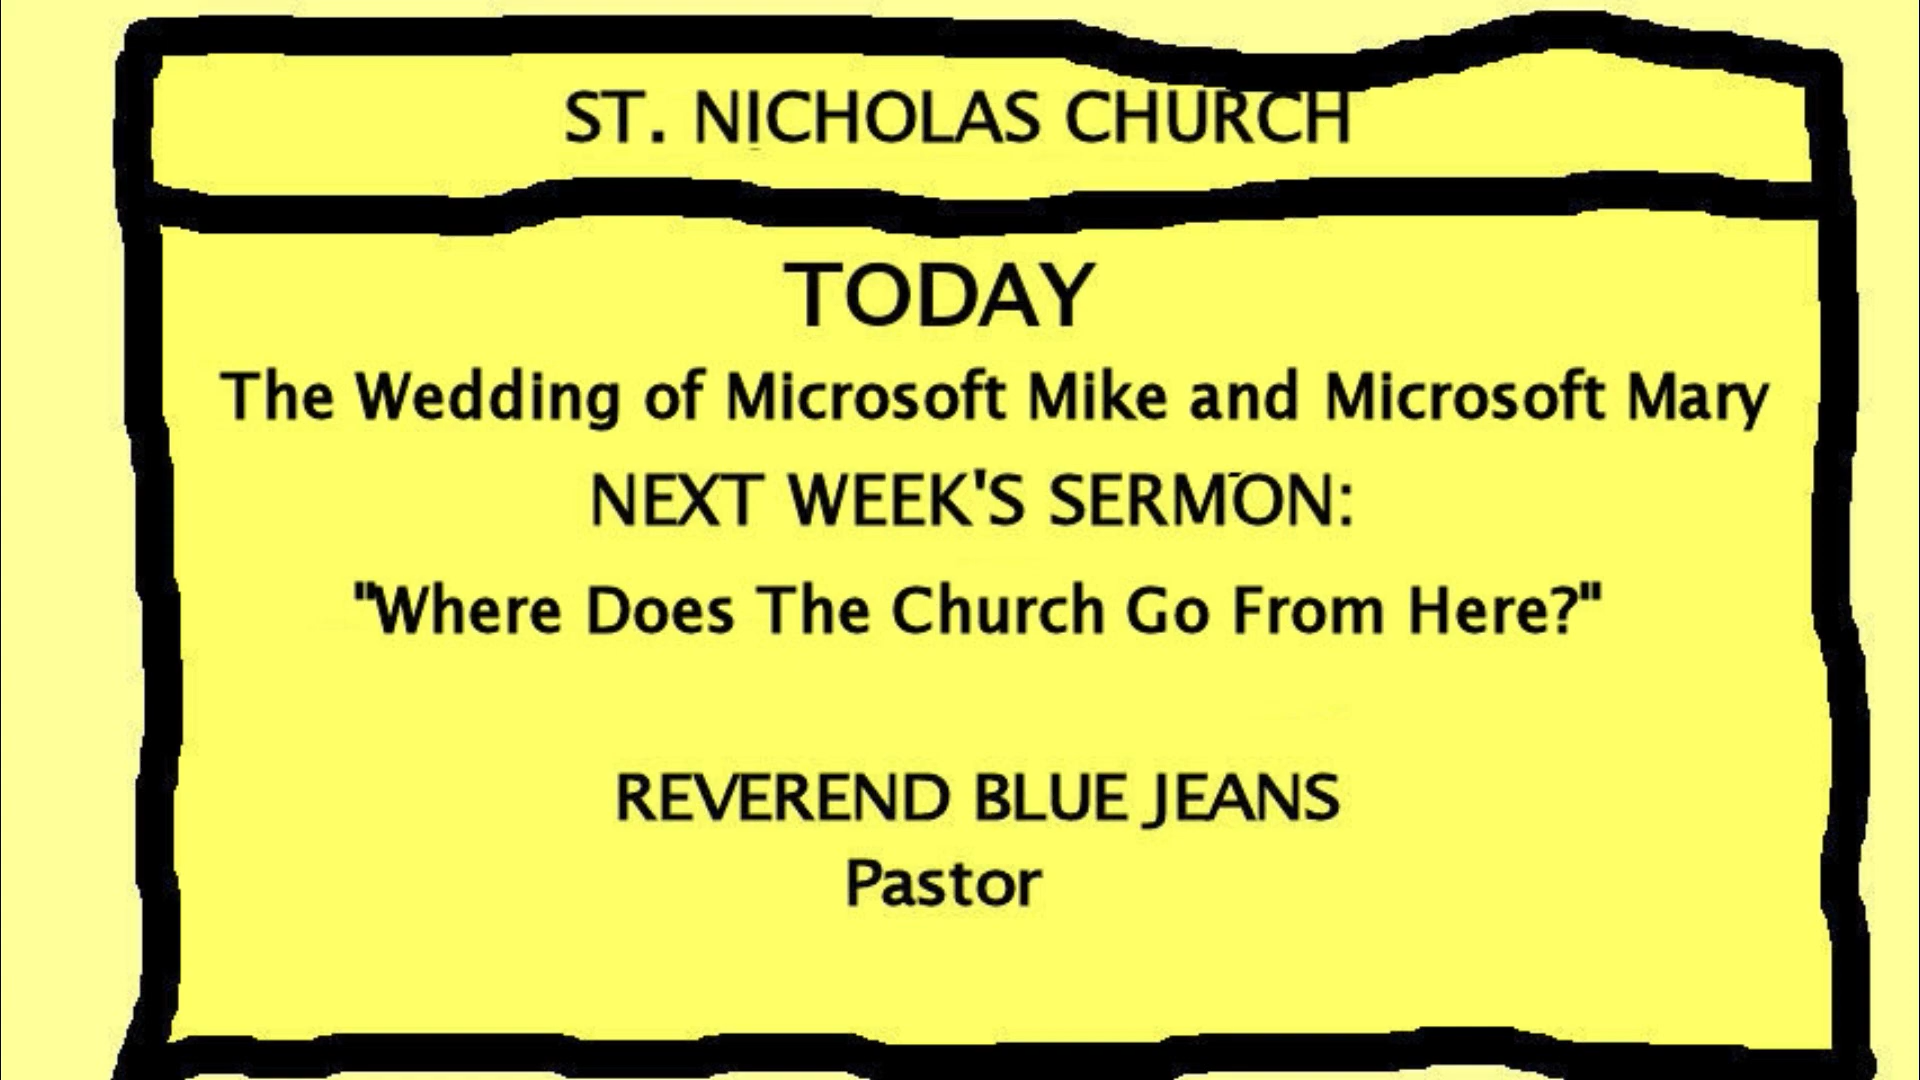 ST. NICHOLAS CHURCH
TODAY
The Wedding of Microsoft Mike and Microsoft Mary
NEXT WEEK'S SERMON:
"Where Does The Church Go From Here?"
REVEREND BLUE JEANS
Pastor